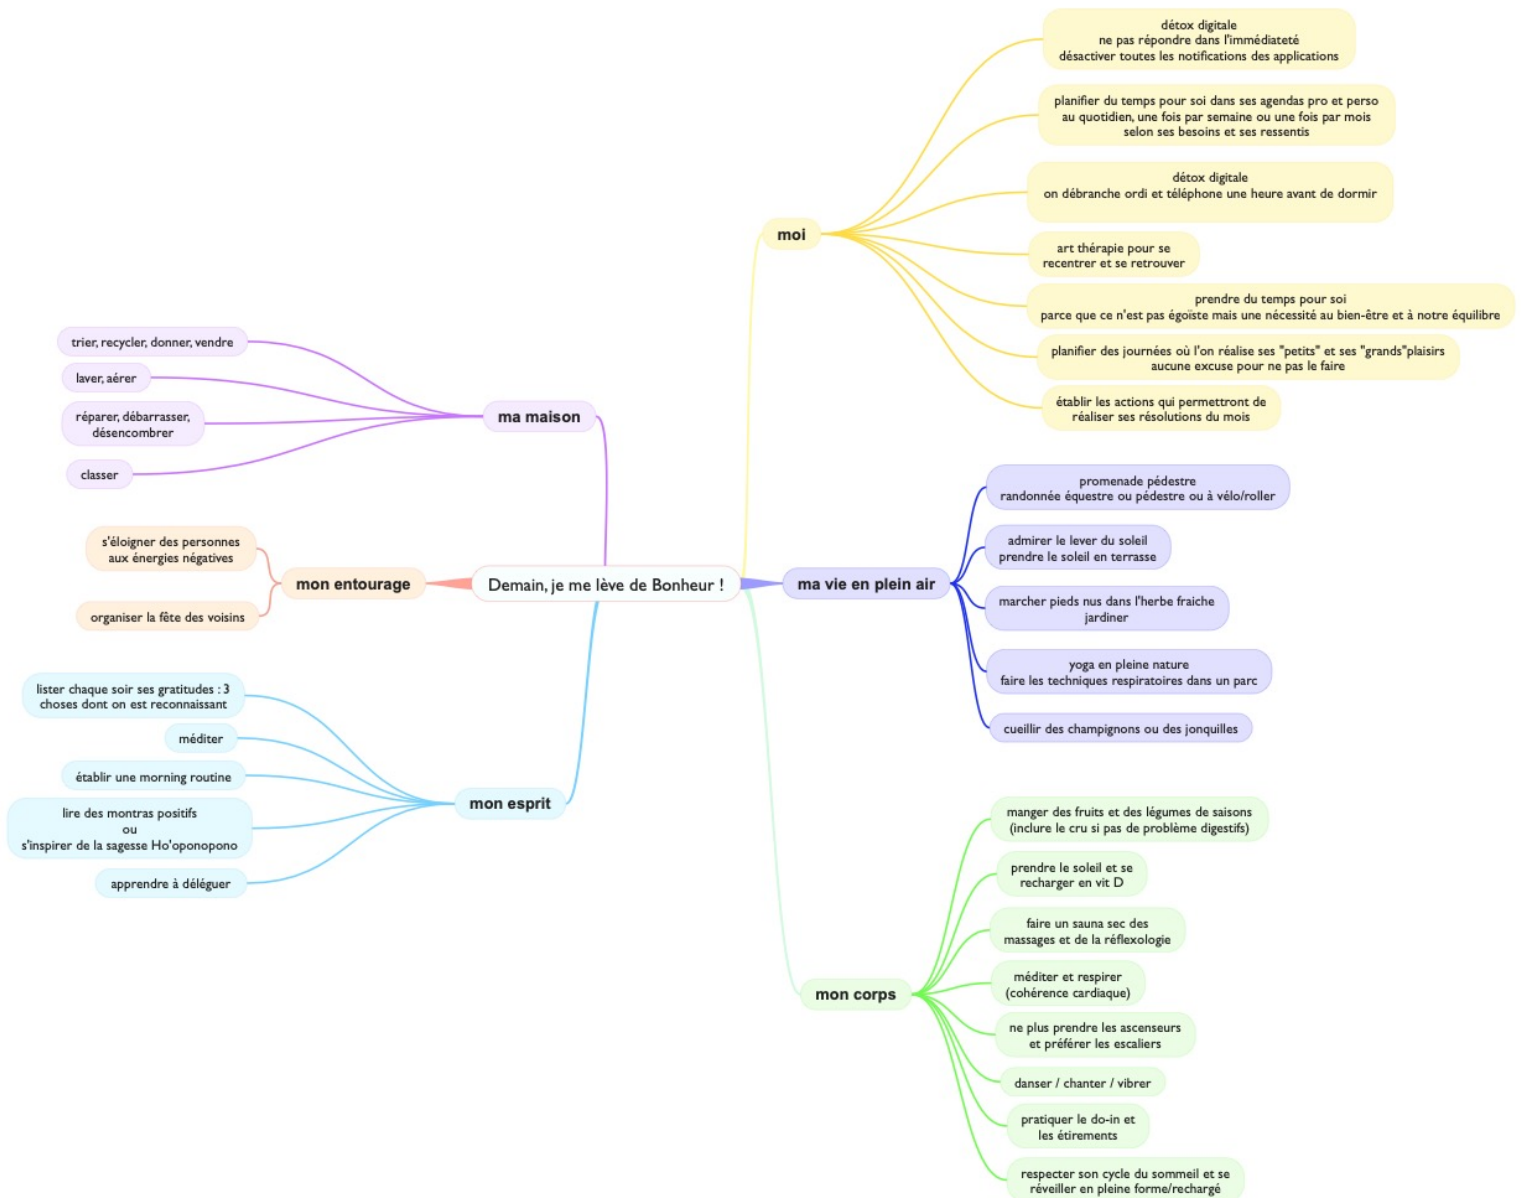 Demain, je me lève de Bonheur !
moi
détox digitale
ne pas répondre dans l'immédiateté
désactiver toutes les notifications des applications
planifier du temps pour soi dans ses agendas pro et perso
au quotidien, une fois par semaine ou une fois par mois
selon ses besoins et ses ressentis
détox digitale
on débranche ordi et téléphone une heure avant de dormir
art thérapie pour se
recentrer et se retrouver
prendre du temps pour soi
parce que ce n'est pas égoïste mais une nécessité au bien-être et à notre équilibre
planifier des journées où l'on réalise ses "petits" et ses "grands"plaisirs
aucune excuse pour ne pas le faire
établir les actions qui permettront de
réaliser ses résolutions du mois
ma vie en plein air
promenade pédestre
randonnée équestre ou pédestre ou à vélo/roller
admirer le lever du soleil
prendre le soleil en terrasse
marcher pieds nus dans l'herbe fraiche
jardiner
yoga en pleine nature
faire les techniques respiratoires dans un parc
cueillir des champignons ou des jonquilles
mon corps
manger des fruits et des légumes de saisons
(inclure le cru si pas de problème digestifs)
prendre le soleil et se
recharger en vit D
faire un sauna sec des
massages et de la réflexologie
méditer et respirer
(cohérence cardiaque)
ne plus prendre les ascenseurs
et préférer les escaliers
danser / chanter / vibrer
pratiquer le do-in et
les étirements
respecter son cycle du sommeil et se
réveiller en pleine forme/rechargé
ma maison
trier, recycler, donner, vendre
laver, aérer
réparer, débarrasser,
désencombrer
classer
mon entourage
s'éloigner des personnes
aux énergies négatives
organiser la fête des voisins
mon esprit
lister chaque soir ses gratitudes : 3
choses dont on est reconnaissant
méditer
établir une morning routine
lire des montras positifs
ou
s'inspirer de la sagesse Ho'oponopono
apprendre à déléguer